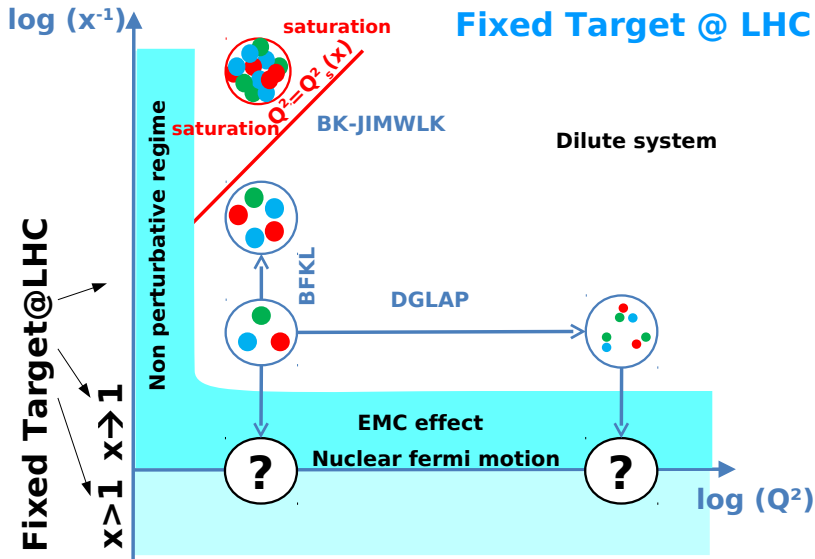 log (x⁻¹)
Fixed Target @ LHC
saturation
Q²=Q²ₛ(x)
saturation
BK-JIMWLK
Dilute system
Non perturbative regime
Fixed Target@LHC
BFKL
DGLAP
x→1
EMC effect
Nuclear fermi motion
?
?
x>1
log (Q²)